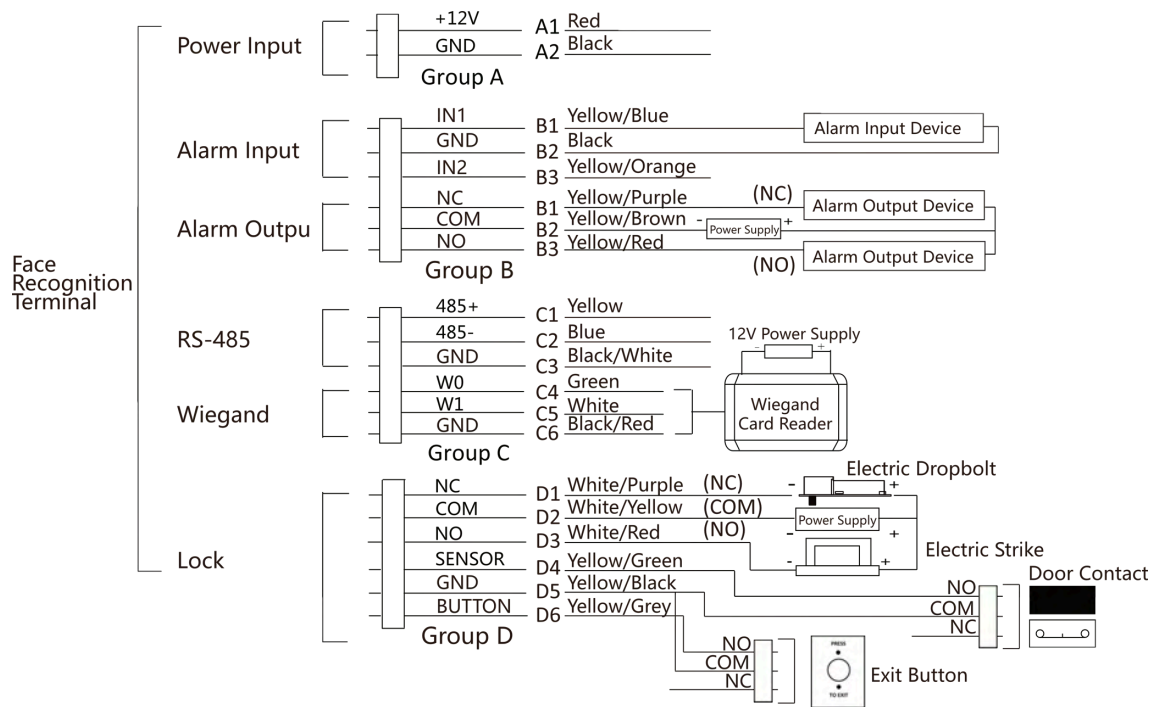 Face
Recognition
Terminal
Power Input
+12V A1 Red
GND A2 Black
Group A
Alarm Input
IN1 B1 Yellow/Blue Alarm Input Device
GND B2 Black
IN2 B3 Yellow/Orange
Alarm Outpu
NC B1 Yellow/Purple (NC) Alarm Output Device
COM B2 Yellow/Brown - Power Supply +
NO B3 Yellow/Red (NO) Alarm Output Device
Group B
RS-485
485+ C1 Yellow
485- C2 Blue
GND C3 Black/White
12V Power Supply
- +
Wiegand
W0 C4 Green
W1 C5 White
GND C6 Black/Red
Wiegand
Card Reader
Group C
Lock
NC D1 White/Purple (NC) - + Electric Dropbolt
COM D2 White/Yellow (COM) Power Supply
- +
NO D3 White/Red (NO) - + Electric Strike
SENSOR D4 Yellow/Green
GND D5 Yellow/Black
BUTTON D6 Yellow/Grey
Group D
Door Contact
NO
COM
NC
NO
COM
NC
PRESS
TO EXIT
Exit Button